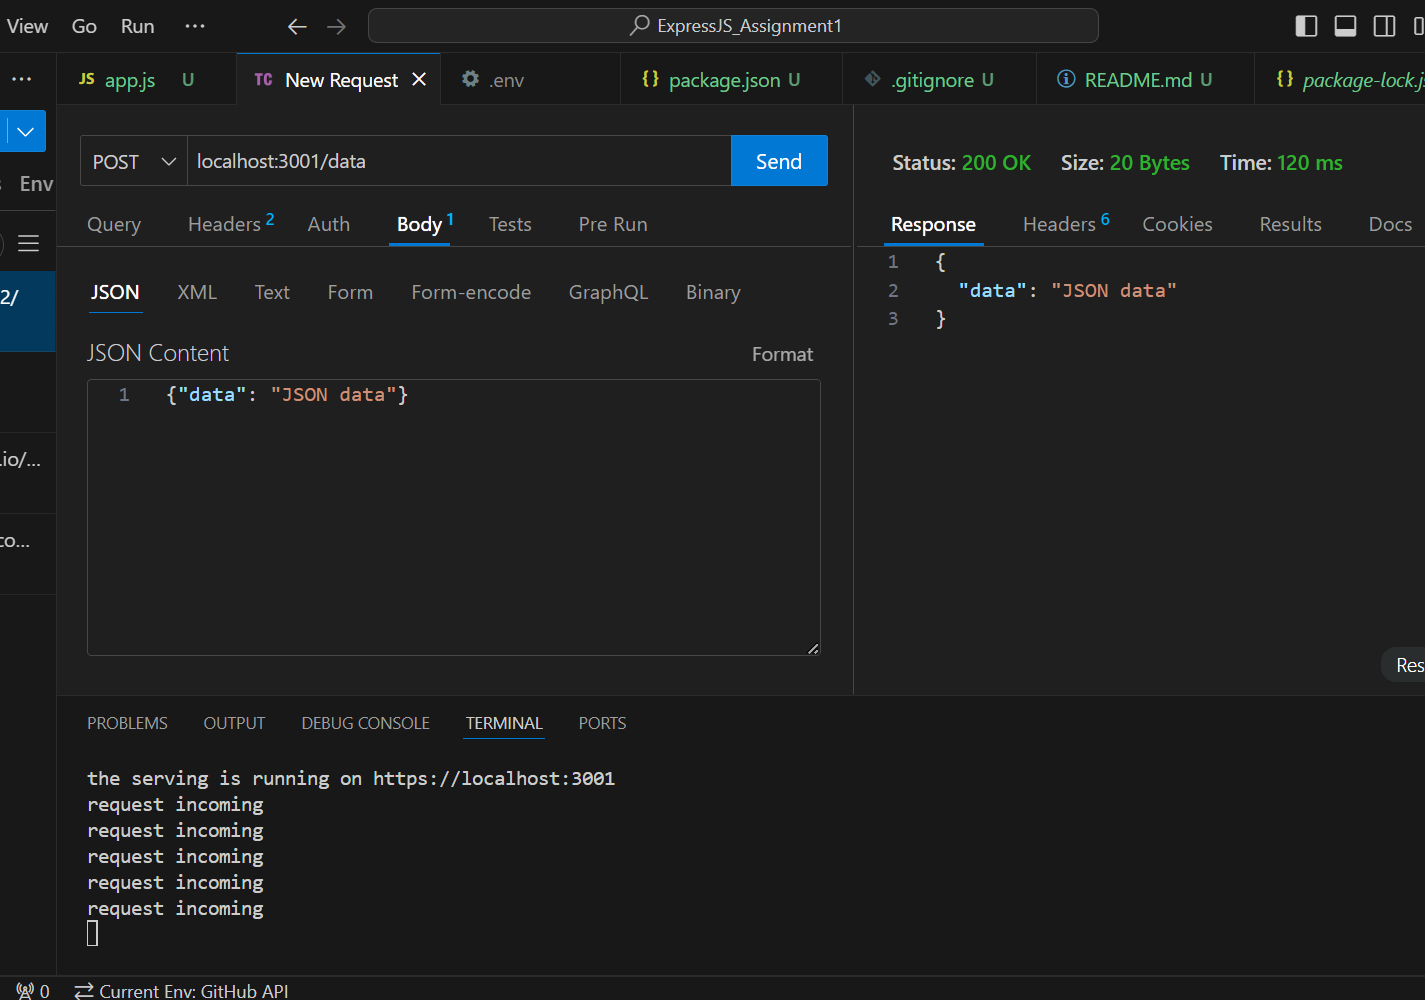 View Go Run ··· ← → ExpressJS_Assignment1
··· JS app.js U TC New Request × .env {} package.json U .gitignore U README.md U {} package-lock.js
POST localhost:3001/data Send
Status: 200 OK Size: 20 Bytes Time: 120 ms
s Env
Query Headers 2 Auth Body 1 Tests Pre Run
Response Headers 6 Cookies Results Docs
2/
JSON XML Text Form Form-encode GraphQL Binary
1 {
2 "data": "JSON data"
3 }
JSON Content Format
1 {"data": "JSON data"}
.io/...
co...
Res
PROBLEMS OUTPUT DEBUG CONSOLE TERMINAL PORTS
the serving is running on https://localhost:3001
request incoming
request incoming
request incoming
request incoming
request incoming
0 Current Env: GitHub API